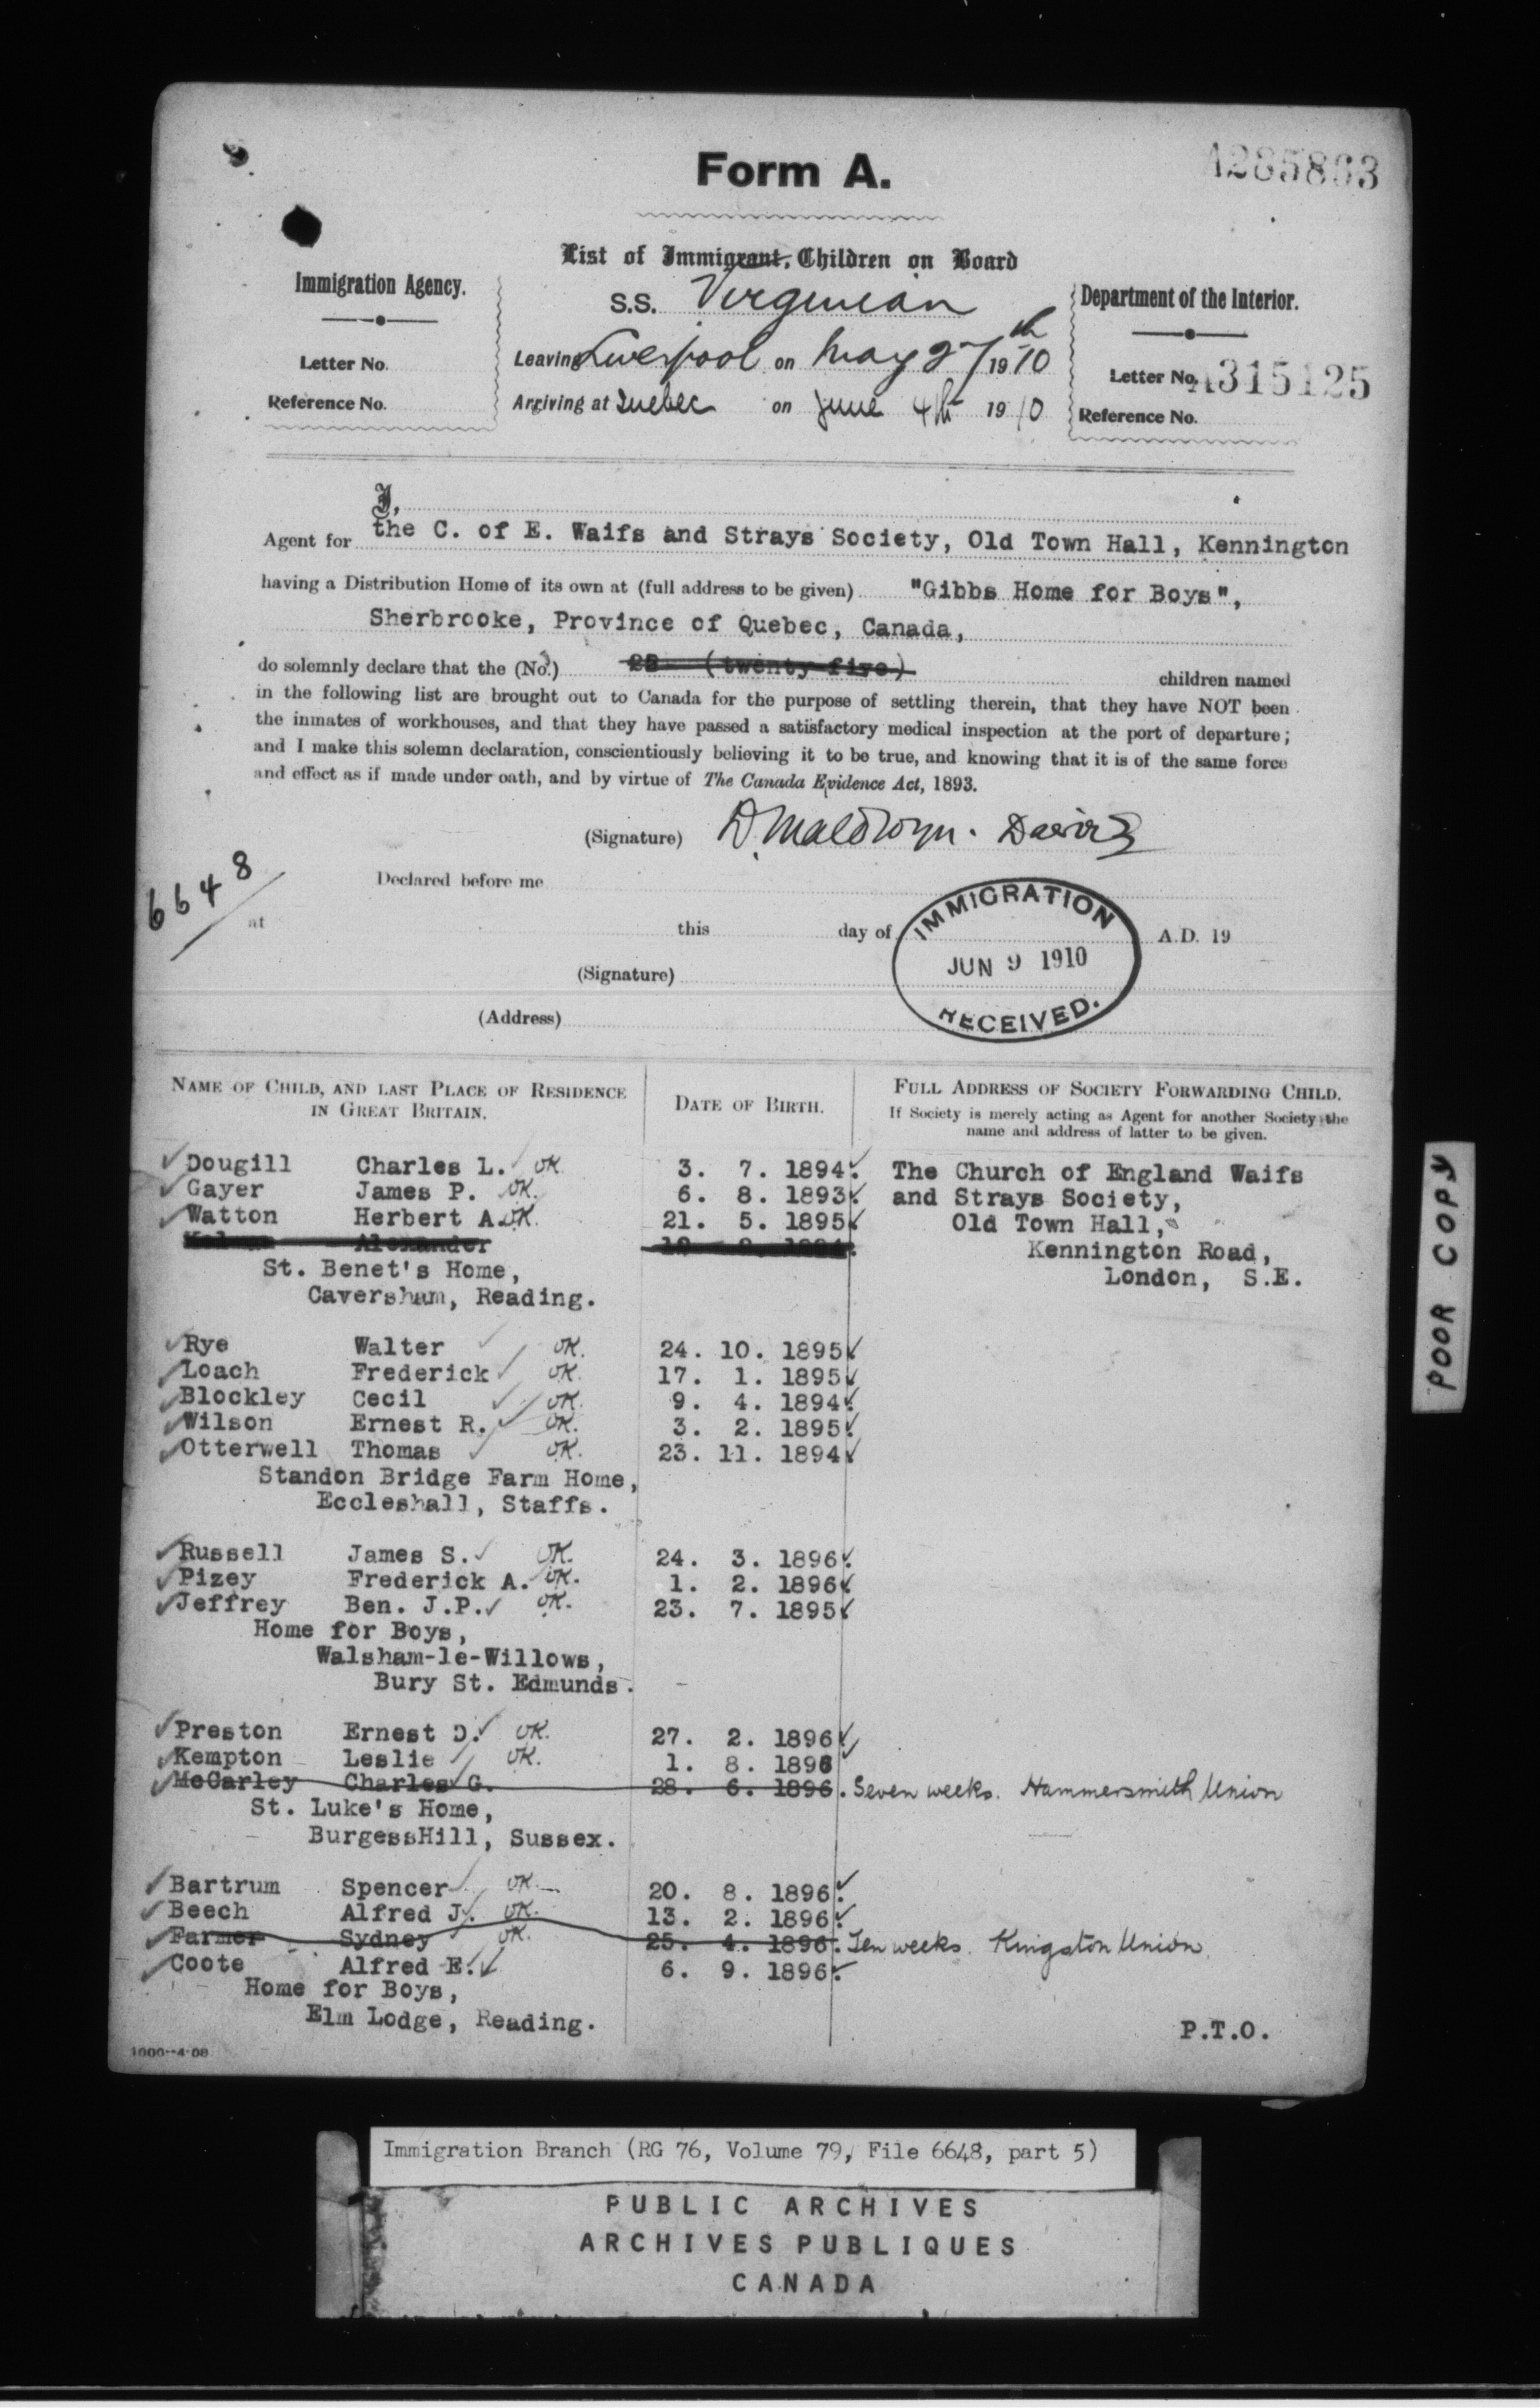 Form A.
A285863
List of Immigrant Children on Board
Immigration Agency.
S.S. Virginian
Department of the Interior.
Letter No.
Leaving Liverpool on May 27th 1910
Letter No. A315125
Reference No.
Arriving at Quebec on June 4th 1910
Reference No.
I,
Agent for the C. of E. Waifs and Strays Society, Old Town Hall, Kennington
having a Distribution Home of its own at (full address to be given) "Gibbs Home for Boys",
Sherbrooke, Province of Quebec, Canada,
do solemnly declare that the (No.) (twenty five) children named
in the following list are brought out to Canada for the purpose of settling therein, that they have NOT been
the inmates of workhouses, and that they have passed a satisfactory medical inspection at the port of departure;
and I make this solemn declaration, conscientiously believing it to be true, and knowing that it is of the same force
and effect as if made under oath, and by virtue of The Canada Evidence Act, 1893.
(Signature) D. Maldwyn. Davies
6648
Declared before me
at this day of A.D. 19
IMMIGRATION
JUN 9 1910
RECEIVED.
(Signature)
(Address)
NAME OF CHILD, AND LAST PLACE OF RESIDENCE
IN GREAT BRITAIN.
DATE OF BIRTH.
FULL ADDRESS OF SOCIETY FORWARDING CHILD.
If Society is merely acting as Agent for another Society the
name and address of latter to be given.
Dougill Charles L. OK. 3. 7. 1894. The Church of England Waifs
Gayer James P. OK. 6. 8. 1893. and Strays Society,
Watton Herbert A. OK. 21. 5. 1895. Old Town Hall,
Alexander Kennington Road,
St. Benet's Home, London, S.E.
Caversham, Reading.
Rye Walter OK. 24. 10. 1895.
Loach Frederick OK. 17. 1. 1895.
Blockley Cecil OK. 9. 4. 1894.
Wilson Ernest R. OK. 3. 2. 1895.
Otterwell Thomas OK. 23. 11. 1894
Standon Bridge Farm Home,
Eccleshall, Staffs.
Russell James S. OK. 24. 3. 1896.
Pizey Frederick A. OK. 1. 2. 1896.
Jeffrey Ben. J.P. OK. 23. 7. 1895.
Home for Boys,
Walsham-le-Willows,
Bury St. Edmunds.
Preston Ernest D. OK. 27. 2. 1896
Kempton Leslie OK. 1. 8. 1896
McCarley Charles G. 28. 6. 1896. Seven weeks. Hammersmith Union
St. Luke's Home,
BurgessHill, Sussex.
Bartrum Spencer OK. 20. 8. 1896.
Beech Alfred J. OK. 13. 2. 1896.
Farmer Sydney OK. 25. 4. 1896. Ten weeks. Kingston Union.
Coote Alfred E. 6. 9. 1896.
Home for Boys,
Elm Lodge, Reading.
P.T.O.
1000--4-08
POOR COPY
Immigration Branch (RG 76, Volume 79, File 6648, part 5)
PUBLIC ARCHIVES
ARCHIVES PUBLIQUES
CANADA